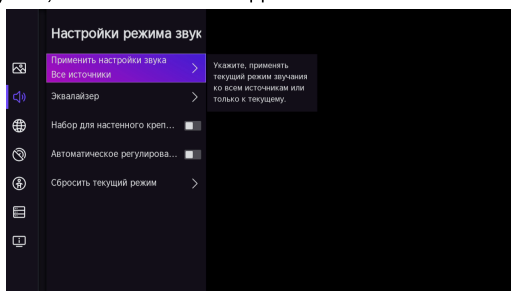 Настройки режима звук
Применить настройки звука
Все источники
Укажите, применять
текущий режим звучания
ко всем источникам или
только к текущему.
Эквалайзер
Набор для настенного креп...
Автоматическое регулирова...
Сбросить текущий режим